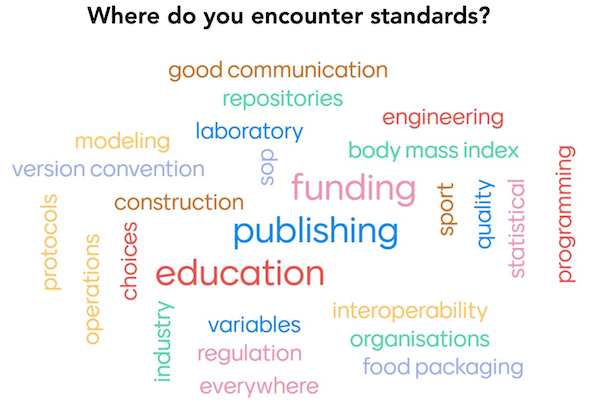 Where do you encounter standards?
good communication
repositories
engineering
laboratory
modeling
body mass index
version convention
sop
funding
construction
sport
quality
statistical
programming
protocols
operations
choices
publishing
education
industry
interoperability
variables
organisations
regulation
food packaging
everywhere